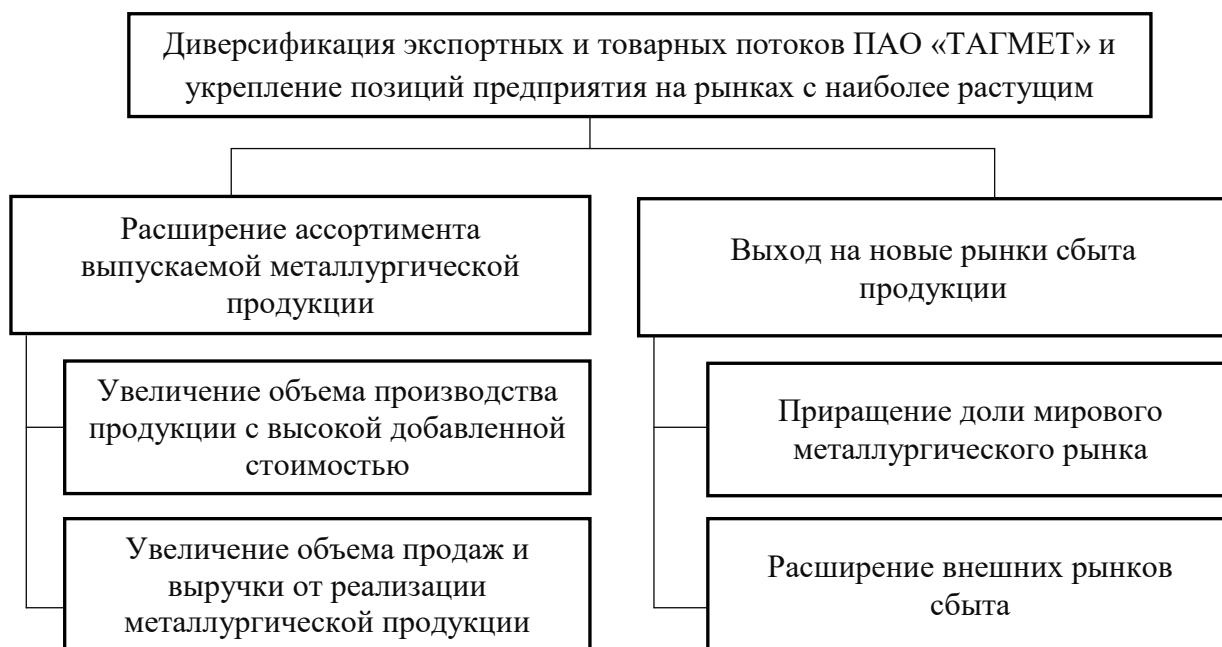 Диверсификация экспортных и товарных потоков ПАО «ТАГМЕТ» и
укрепление позиций предприятия на рынках с наиболее растущим
Расширение ассортимента
выпускаемой металлургической
продукции
Увеличение объема производства
продукции с высокой добавленной
стоимостью
Увеличение объема продаж и
выручки от реализации
металлургической продукции
Выход на новые рынки сбыта
продукции
Приращение доли мирового
металлургического рынка
Расширение внешних рынков
сбыта